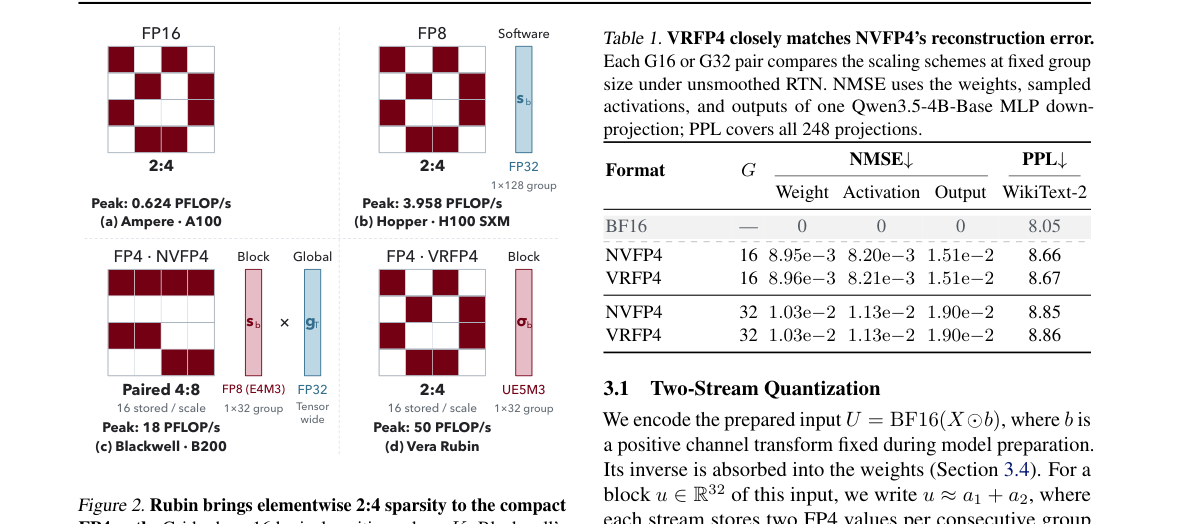 FP16
2:4
Peak: 0.624 PFLOP/s
(a) Ampere · A100
FP8
Software
s_b
2:4
FP32
1×128 group
Peak: 3.958 PFLOP/s
(b) Hopper · H100 SXM
FP4 · NVFP4
Block
Global
s_b
×
g_T
Paired 4:8
FP8 (E4M3)
FP32
16 stored / scale
1×32 group
Tensor
wide
Peak: 18 PFLOP/s
(c) Blackwell · B200
FP4 · VRFP4
Block
σ_b
2:4
UE5M3
16 stored / scale
1×32 group
Peak: 50 PFLOP/s
(d) Vera Rubin
Figure 2. Rubin brings elementwise 2:4 sparsity to the compact
Table 1. VRFP4 closely matches NVFP4's reconstruction error.
Each G16 or G32 pair compares the scaling schemes at fixed group
size under unsmoothed RTN. NMSE uses the weights, sampled
activations, and outputs of one Qwen3.5-4B-Base MLP down-
projection; PPL covers all 248 projections.
Format G NMSE↓ PPL↓
Weight Activation Output WikiText-2
BF16 — 0 0 0 8.05
NVFP4 16 8.95e−3 8.20e−3 1.51e−2 8.66
VRFP4 16 8.96e−3 8.21e−3 1.51e−2 8.67
NVFP4 32 1.03e−2 1.13e−2 1.90e−2 8.85
VRFP4 32 1.03e−2 1.13e−2 1.90e−2 8.86
3.1 Two-Stream Quantization
We encode the prepared input U = BF16(X ⊙ b), where b is
a positive channel transform fixed during model preparation.
Its inverse is absorbed into the weights (Section 3.4). For a
block u ∈ ℝ³² of this input, we write u ≈ a₁ + a₂, where
each stream stores two FP4 values per consecutive group